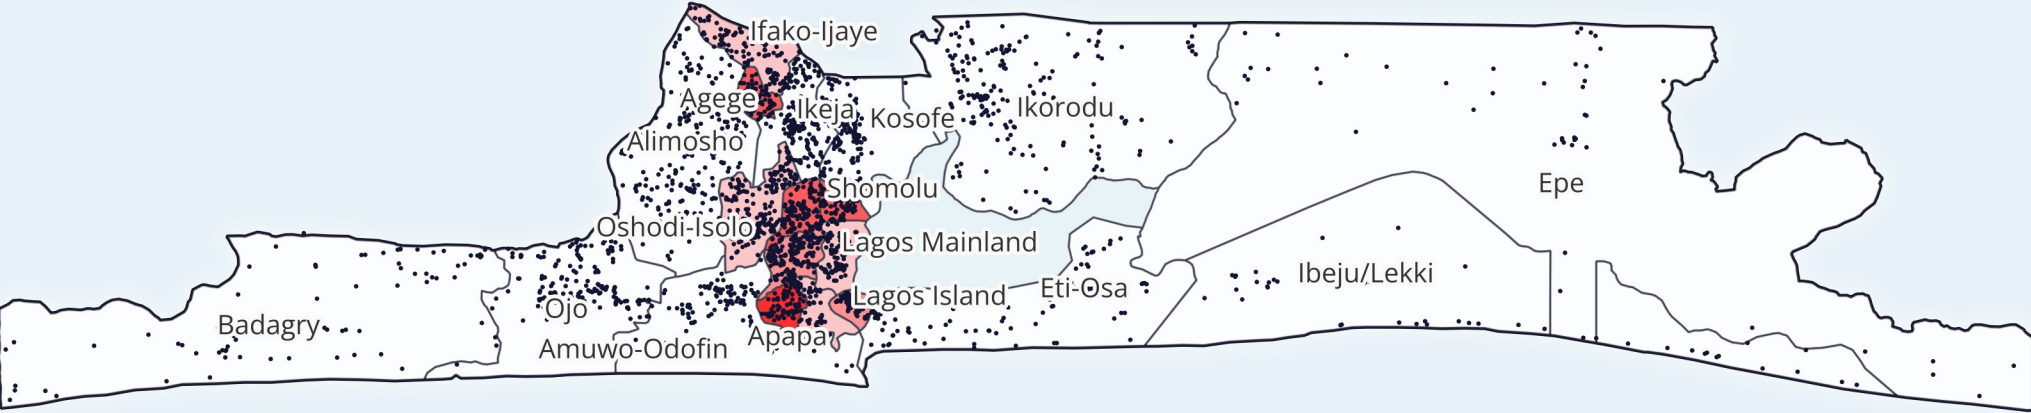 Ifako-Ijaye
Agege
Ikeja
Kosofe
Ikorodu
Alimosho
Shomolu
Epe
Oshodi-Isolo
Lagos Mainland
Ibeju/Lekki
Eti-Osa
Lagos Island
Ojo
Badagry
Apapa
Amuwo-Odofin